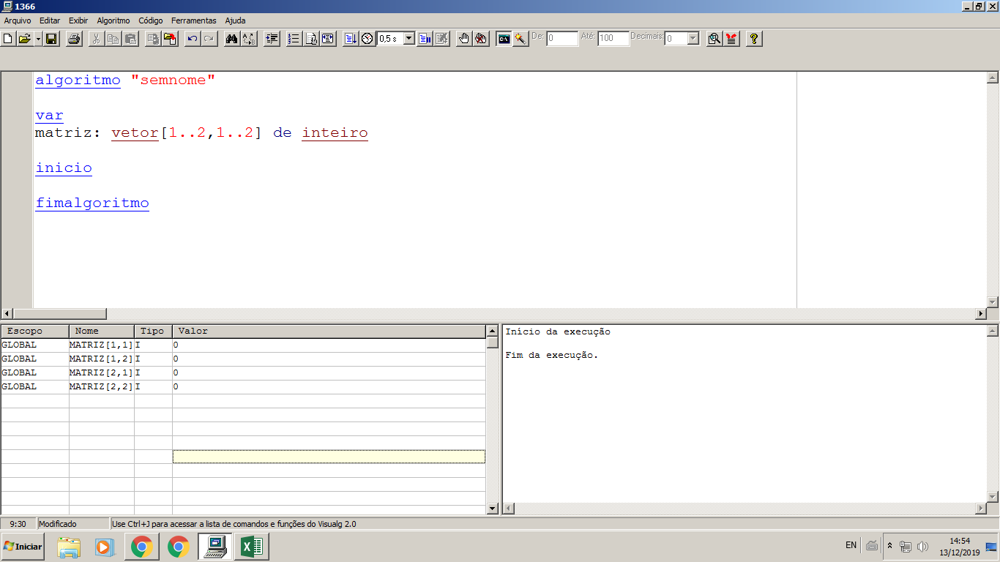 1366
Arquivo Editar Exibir Algoritmo Código Ferramentas Ajuda
0,5 s De: 0 Até: 100 Decimais: 0
algoritmo "semnome"
var
matriz: vetor[1..2,1..2] de inteiro
inicio
fimalgoritmo
Escopo Nome Tipo Valor
GLOBAL MATRIZ[1,1] I 0
GLOBAL MATRIZ[1,2] I 0
GLOBAL MATRIZ[2,1] I 0
GLOBAL MATRIZ[2,2] I 0
Início da execução
Fim da execução.
9:30 Modificado Use Ctrl+J para acessar a lista de comandos e funções do Visualg 2.0
Iniciar
EN
14:54
13/12/2019